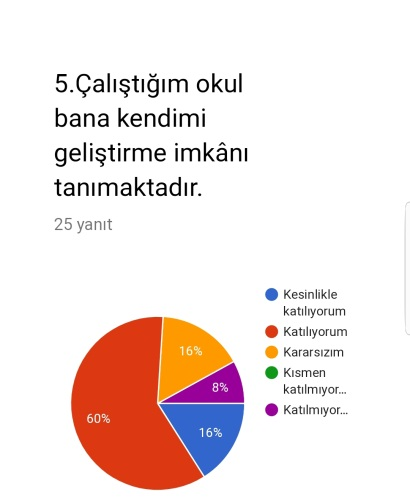 5.Çalıştığım okul
bana kendimi
geliştirme imkânı
tanımaktadır.
25 yanıt
Kesinlikle
katılıyorum
Katılıyorum
Kararsızım
Kısmen
katılmıyor...
Katılmıyor...
16%
8%
60%
16%